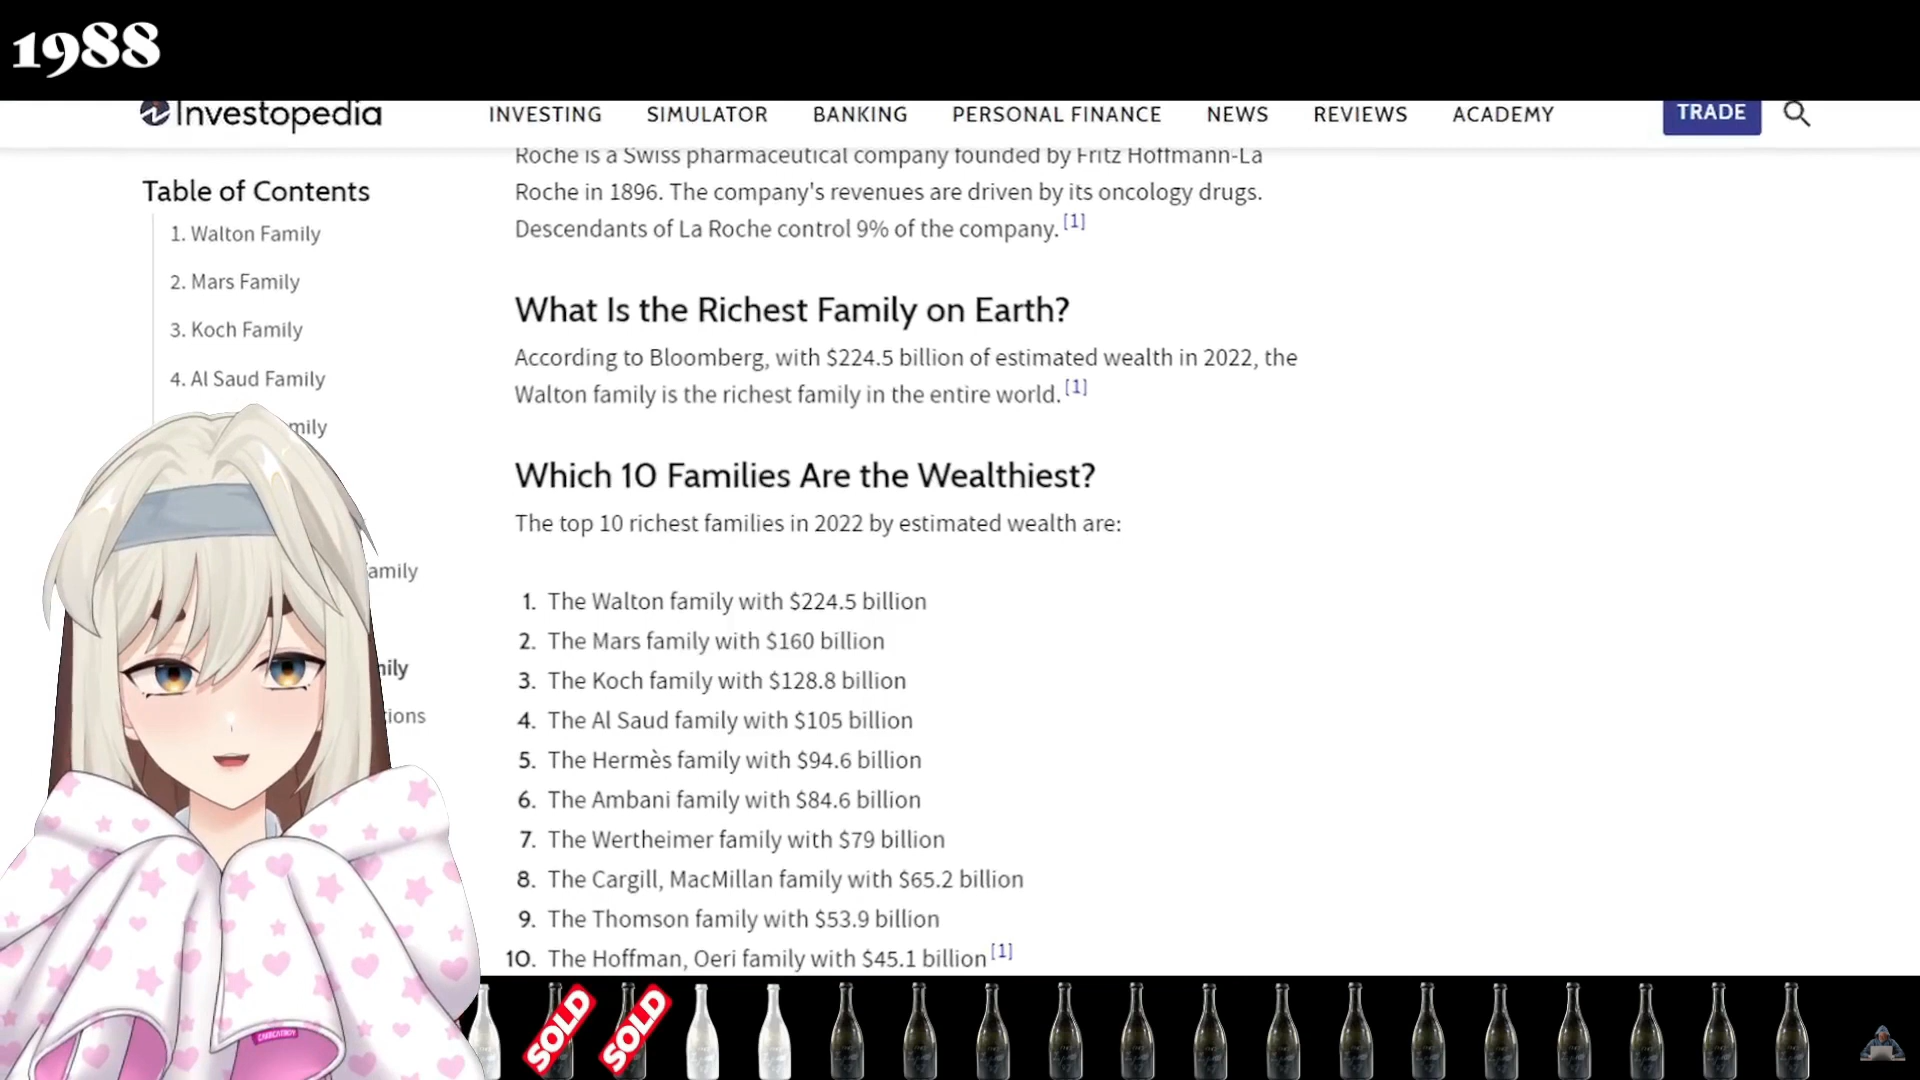 1988
Investopedia
INVESTING SIMULATOR BANKING PERSONAL FINANCE NEWS REVIEWS ACADEMY TRADE
Table of Contents
1. Walton Family
2. Mars Family
3. Koch Family
4. Al Saud Family
mily
amily
ily
tions
Roche is a Swiss pharmaceutical company founded by Fritz Hoffmann-La
Roche in 1896. The company's revenues are driven by its oncology drugs.
Descendants of La Roche control 9% of the company. [1]
What Is the Richest Family on Earth?
According to Bloomberg, with $224.5 billion of estimated wealth in 2022, the
Walton family is the richest family in the entire world. [1]
Which 10 Families Are the Wealthiest?
The top 10 richest families in 2022 by estimated wealth are:
1. The Walton family with $224.5 billion
2. The Mars family with $160 billion
3. The Koch family with $128.8 billion
4. The Al Saud family with $105 billion
5. The Hermès family with $94.6 billion
6. The Ambani family with $84.6 billion
7. The Wertheimer family with $79 billion
8. The Cargill, MacMillan family with $65.2 billion
9. The Thomson family with $53.9 billion
10. The Hoffman, Oeri family with $45.1 billion [1]
SOLD SOLD